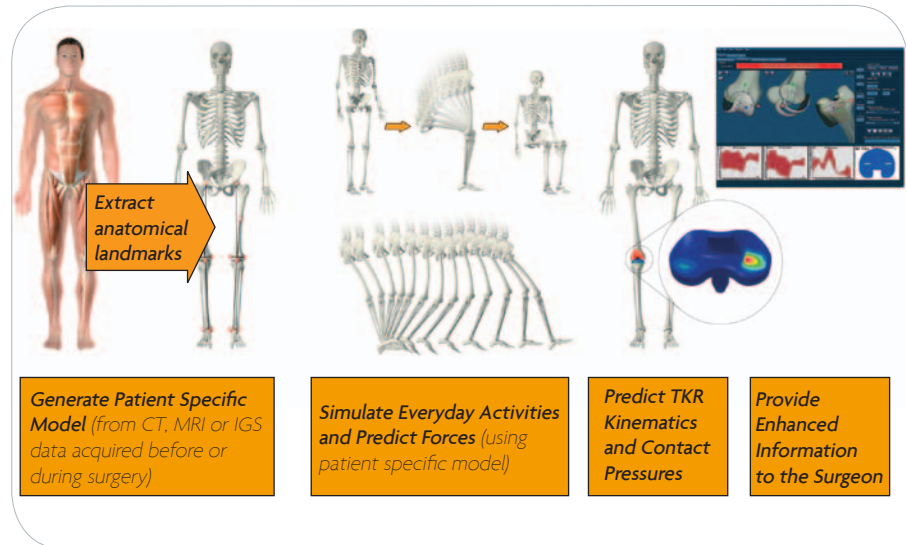 Extract
anatomical
landmarks
Generate Patient Specific
Model (from CT, MRI or IGS
data acquired before or
during surgery)
Simulate Everyday Activities
and Predict Forces (using
patient specific model)
Predict TKR
Kinematics
and Contact
Pressures
Provide
Enhanced
Information
to the Surgeon